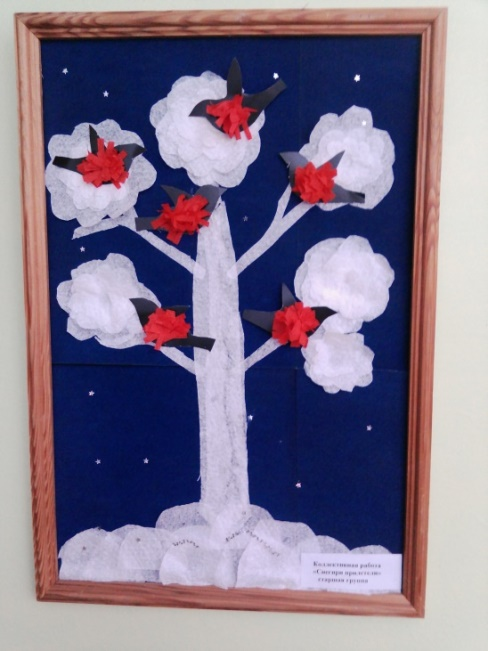 Коллективная работа
«Снегири прилетели»
старшая группа